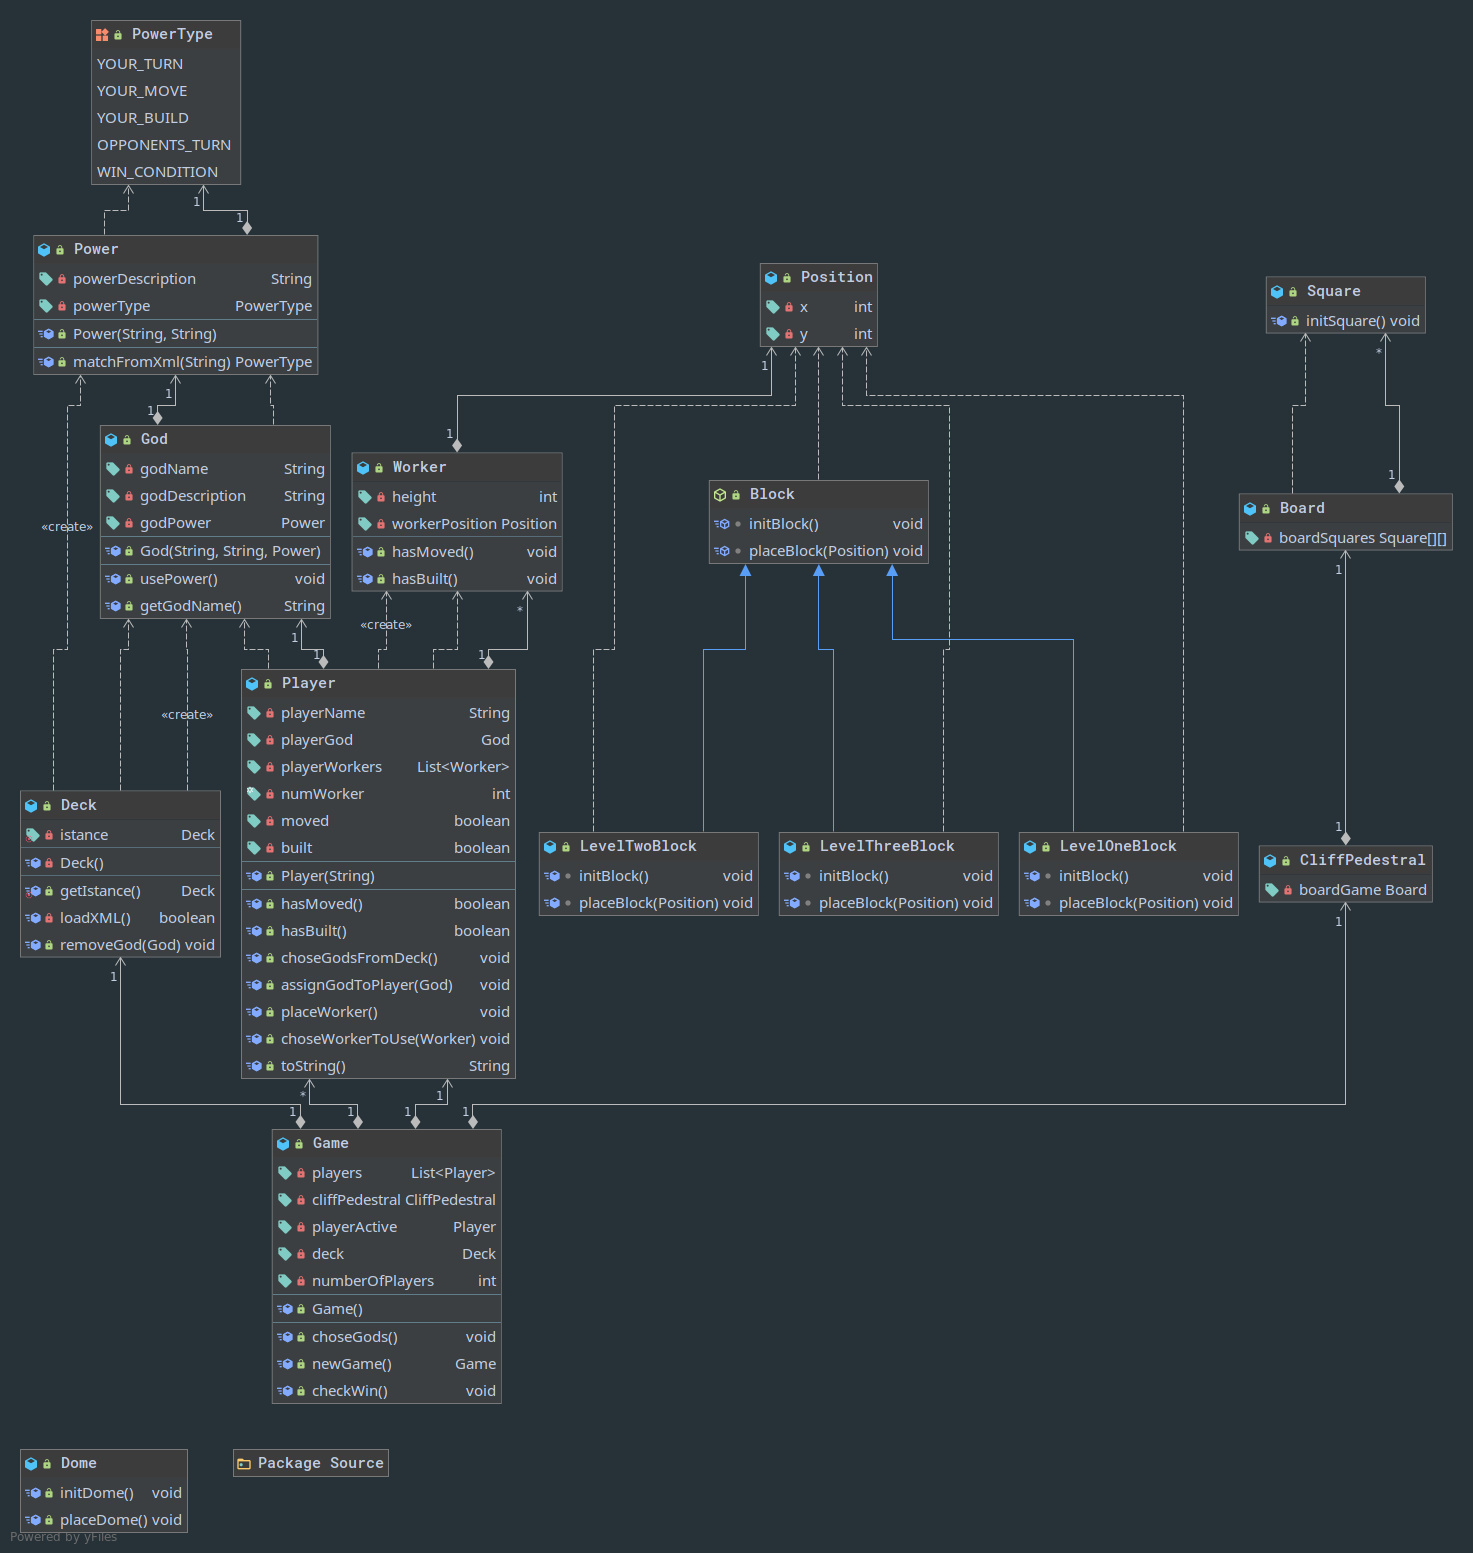 PowerType
YOUR_TURN
YOUR_MOVE
YOUR_BUILD
OPPONENTS_TURN
WIN_CONDITION
1
1
Power
powerDescription String
powerType PowerType
Power(String, String)
matchFromXml(String) PowerType
Position
x int
y int
Square
initSquare() void
1
1
1
1
*
1
God
godName String
godDescription String
godPower Power
God(String, String, Power)
usePower() void
getGodName() String
«create»
Worker
height int
workerPosition Position
hasMoved() void
hasBuilt() void
Block
initBlock() void
placeBlock(Position) void
Board
boardSquares Square[][]
1
«create»
*
1
1
1
«create»
Player
playerName String
playerGod God
playerWorkers List<Worker>
numWorker int
moved boolean
built boolean
Player(String)
hasMoved() boolean
hasBuilt() boolean
choseGodsFromDeck() void
assignGodToPlayer(God) void
placeWorker() void
choseWorkerToUse(Worker) void
toString() String
Deck
istance Deck
Deck()
getIstance() Deck
loadXML() boolean
removeGod(God) void
LevelTwoBlock
initBlock() void
placeBlock(Position) void
LevelThreeBlock
initBlock() void
placeBlock(Position) void
LevelOneBlock
initBlock() void
placeBlock(Position) void
1
CliffPedestral
boardGame Board
1
1
*
1
1
1
1
1
Game
players List<Player>
cliffPedestral CliffPedestral
playerActive Player
deck Deck
numberOfPlayers int
Game()
choseGods() void
newGame() Game
checkWin() void
Dome
initDome() void
placeDome() void
Package Source
Powered by yFiles